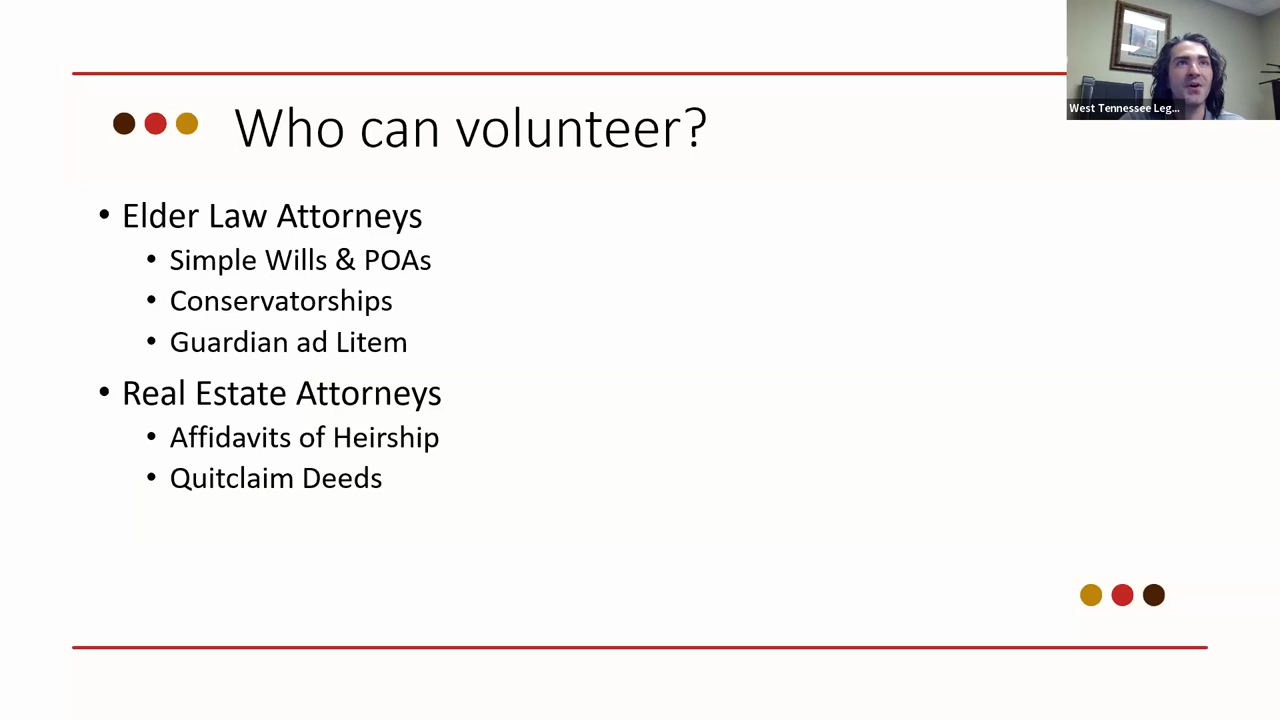 West Tennessee Leg...
Who can volunteer?
• Elder Law Attorneys
• Simple Wills & POAs
• Conservatorships
• Guardian ad Litem
• Real Estate Attorneys
• Affidavits of Heirship
• Quitclaim Deeds